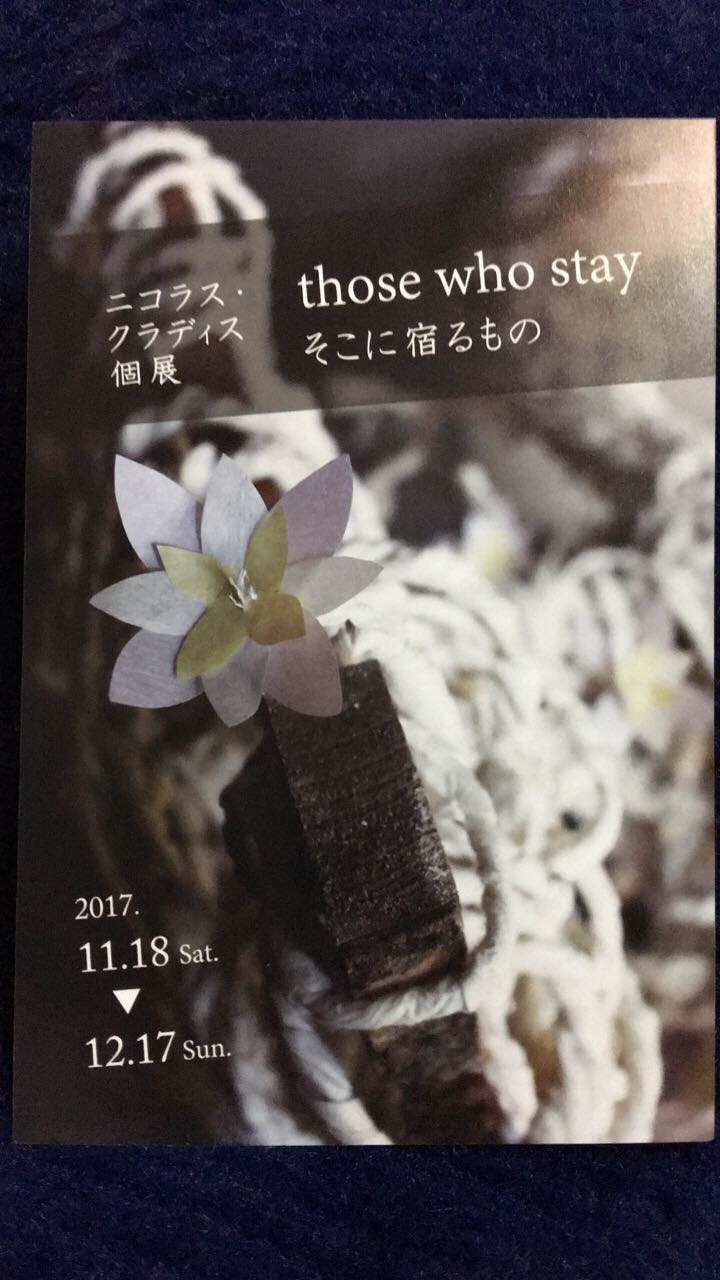 ニコラス・
クラディス
個展
those who stay
そこに宿るもの
2017.
11.18 Sat.
▼
12.17 Sun.